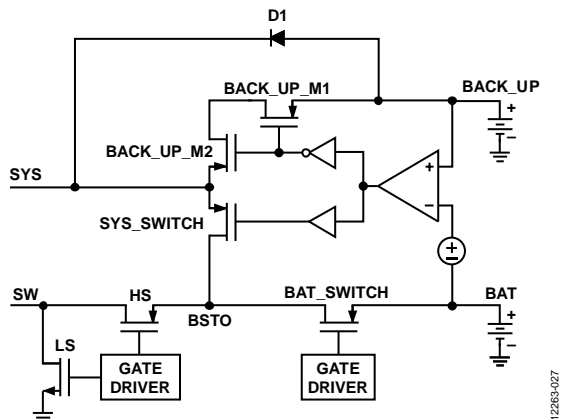 D1
BACK_UP_M1
BACK_UP
+
–
BACK_UP_M2
+
–
SYS
SYS_SWITCH
±
SW
HS
BSTO
BAT_SWITCH
BAT
+
–
LS
GATE
DRIVER
GATE
DRIVER
12263-027